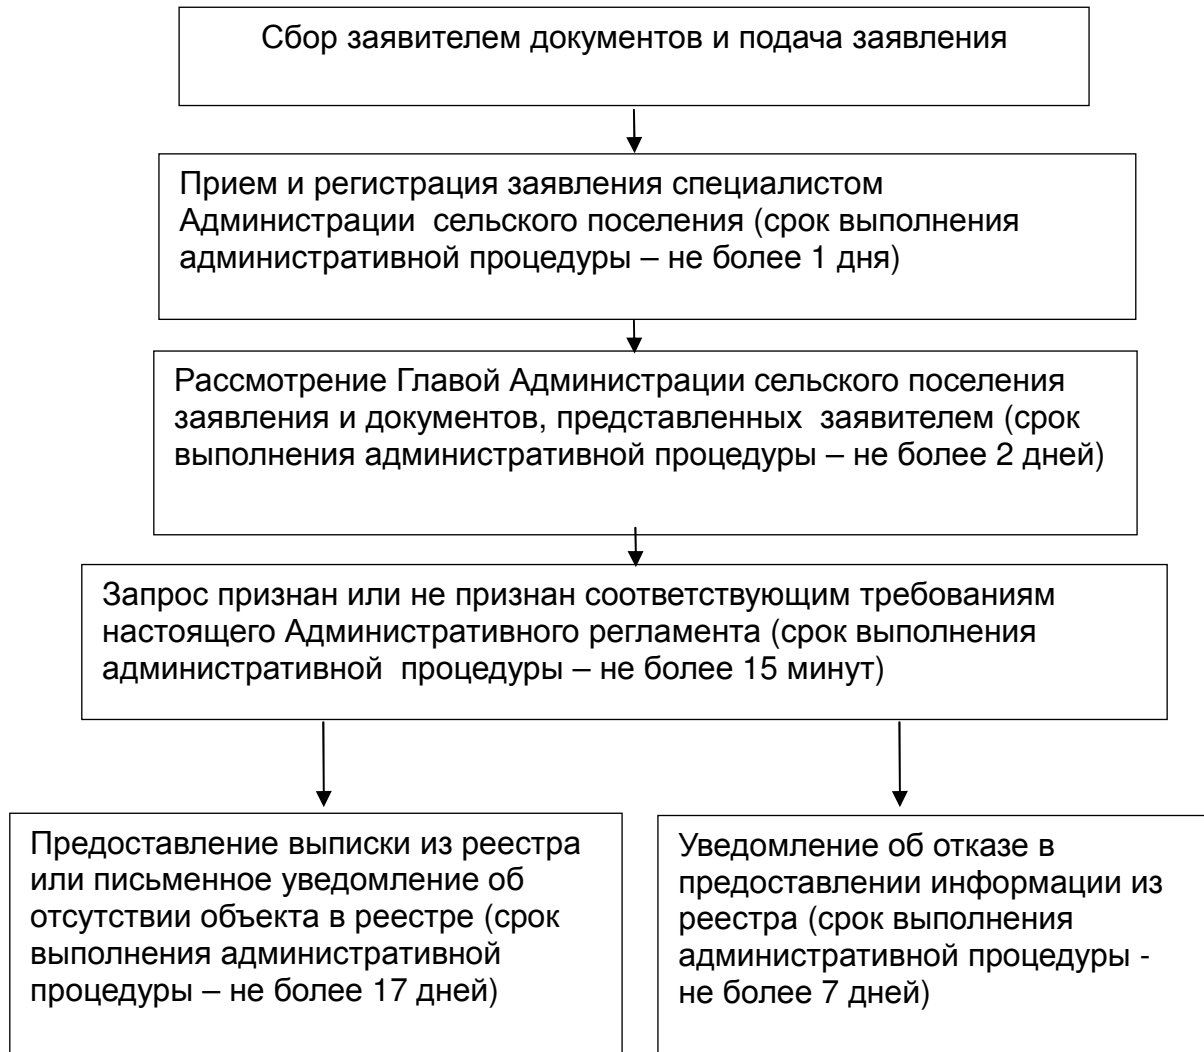 Сбор заявителем документов и подача заявления
Прием и регистрация заявления специалистом
Администрации  сельского поселения (срок выполнения
административной процедуры – не более 1 дня)
Рассмотрение Главой Администрации сельского поселения
заявления и документов, представленных  заявителем (срок
выполнения административной процедуры – не более 2 дней)
Запрос признан или не признан соответствующим требованиям
настоящего Административного регламента (срок выполнения
административной  процедуры – не более 15 минут)
Предоставление выписки из реестра
или письменное уведомление об
отсутствии объекта в реестре (срок
выполнения административной
процедуры – не более 17 дней)
Уведомление об отказе в
предоставлении информации из
реестра (срок выполнения
административной процедуры -
не более 7 дней)